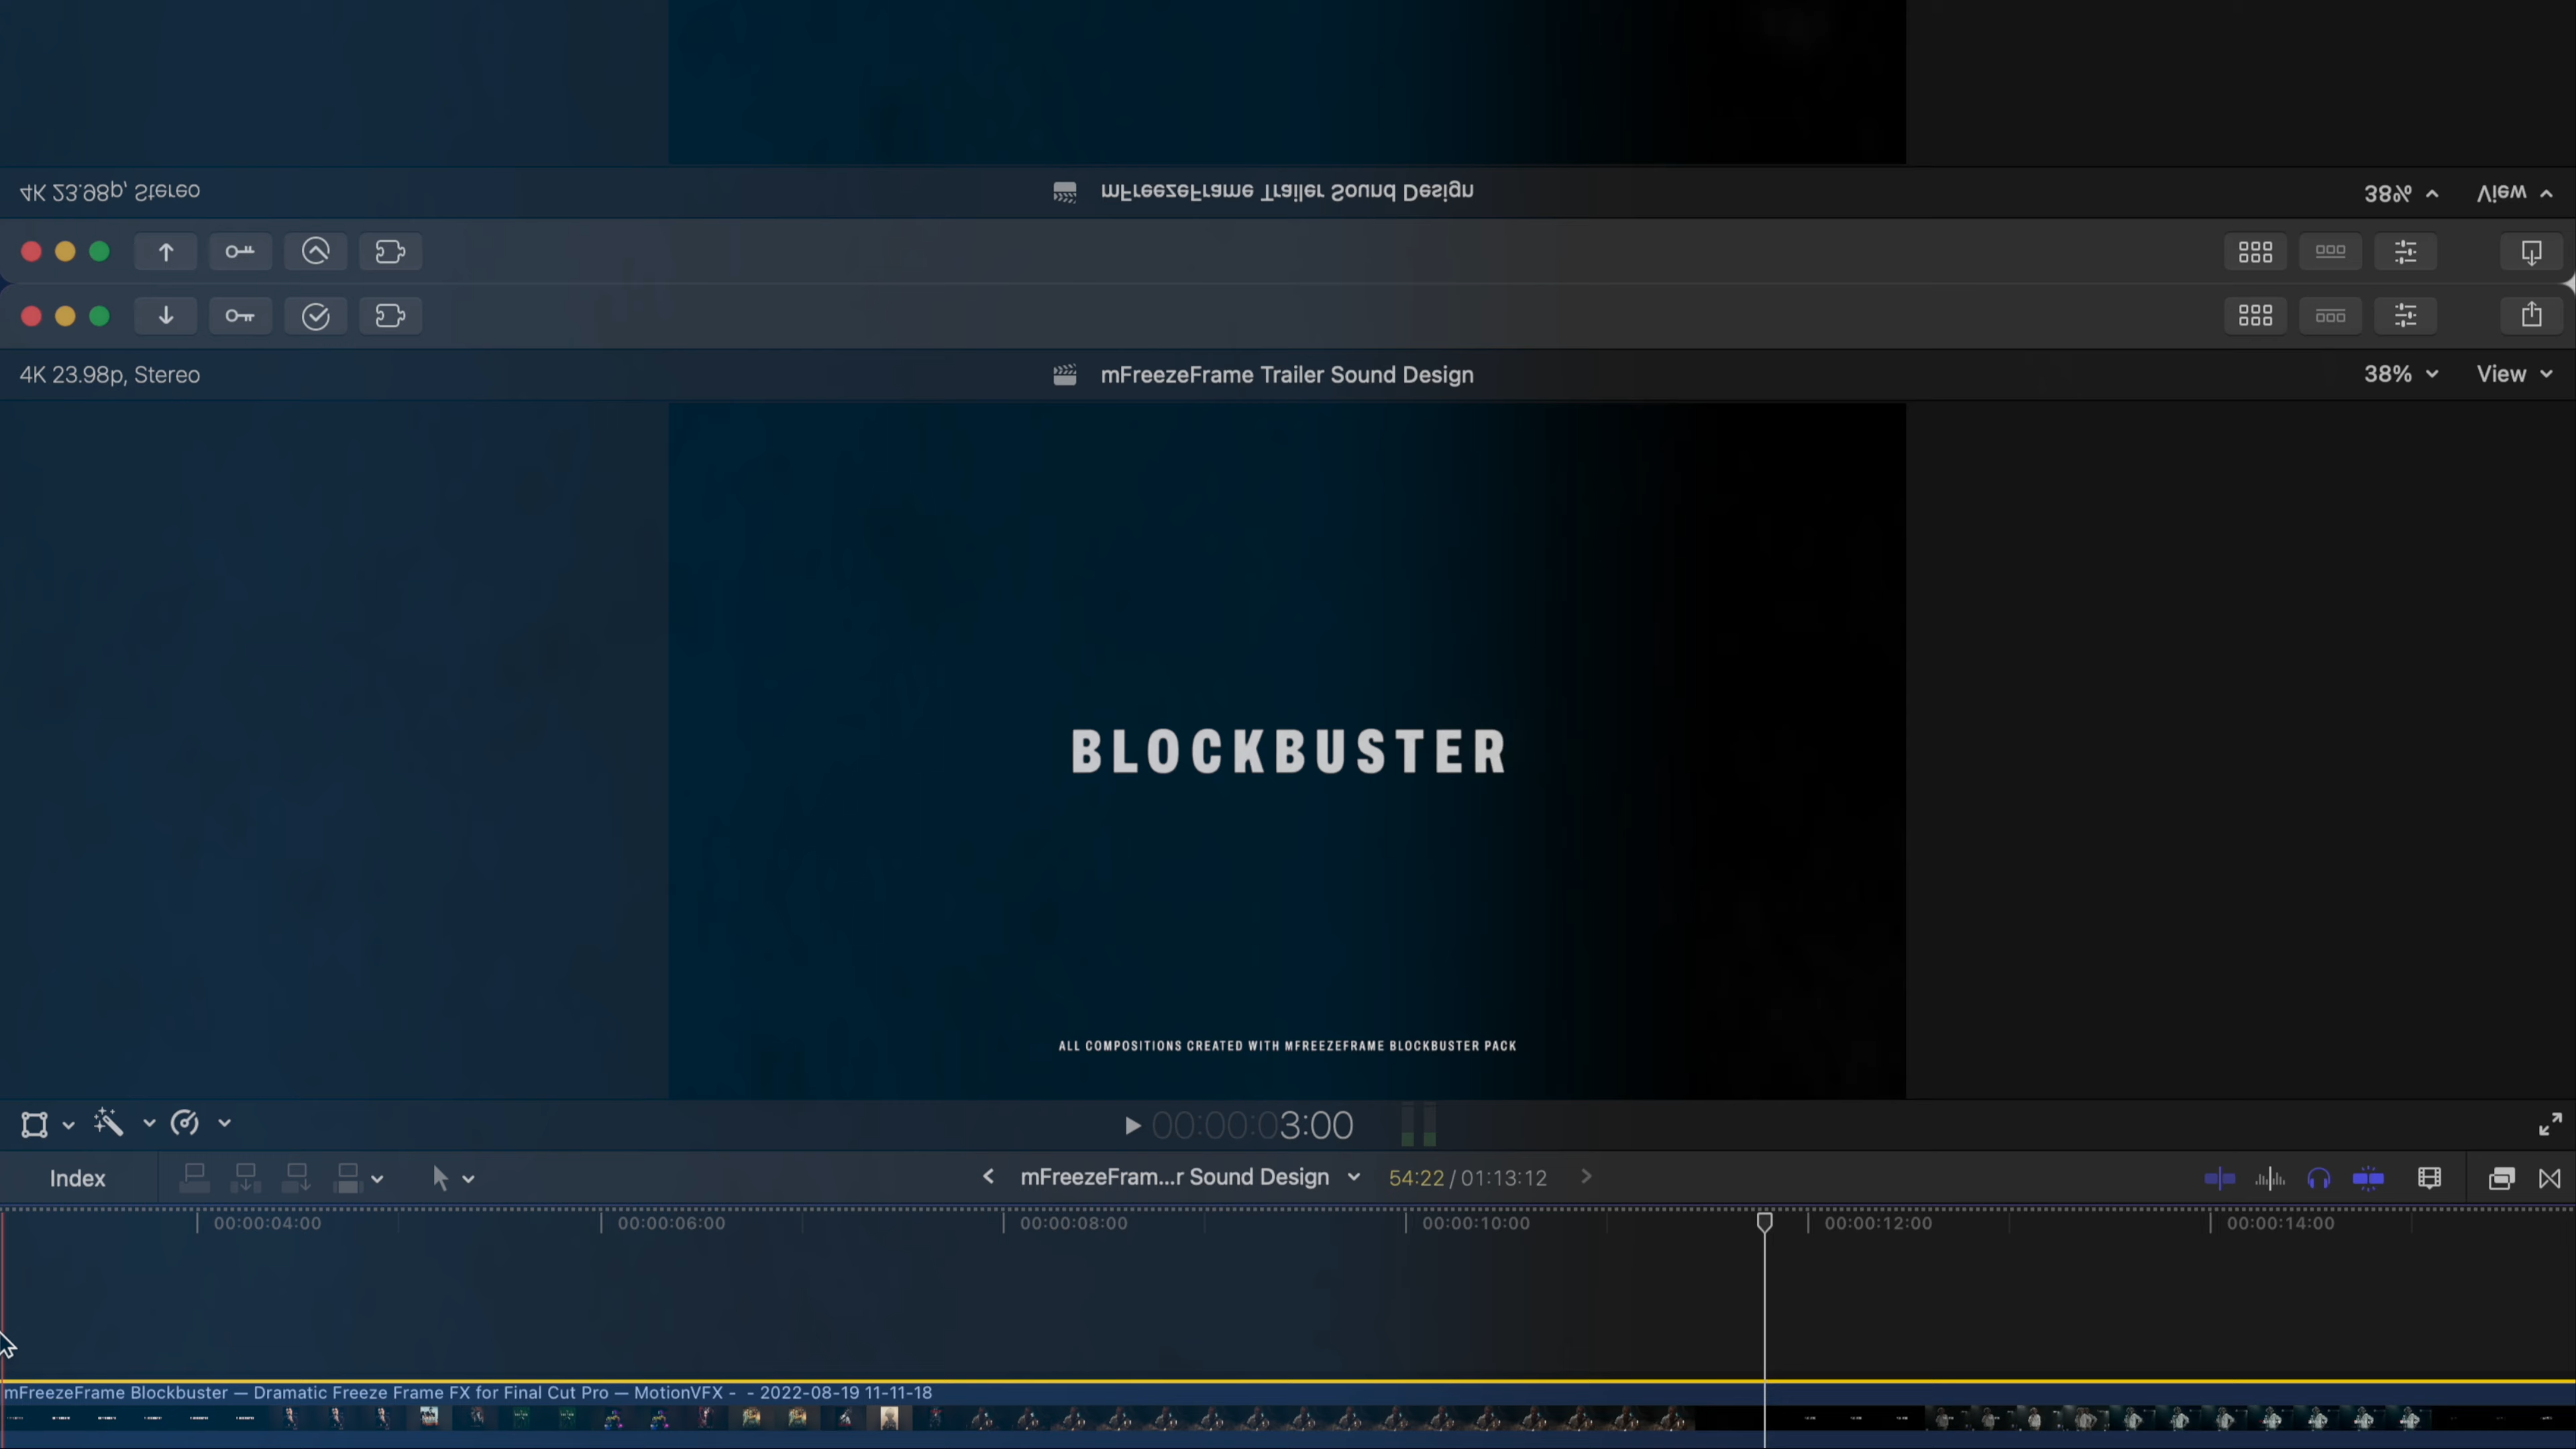 4K 23.98p, Stereo
mFreezeFrame Trailer Sound Design
38%
View
4K 23.98p, Stereo
mFreezeFrame Trailer Sound Design
38%
View
BLOCKBUSTER
ALL COMPOSITIONS CREATED WITH MFREEZEFRAME BLOCKBUSTER PACK
00:00:03:00
Index
mFreezeFram...r Sound Design
54:22 / 01:13:12
00:00:04:00
00:00:06:00
00:00:08:00
00:00:10:00
00:00:12:00
00:00:14:00
mFreezeFrame Blockbuster — Dramatic Freeze Frame FX for Final Cut Pro — MotionVFX - - 2022-08-19 11-11-18